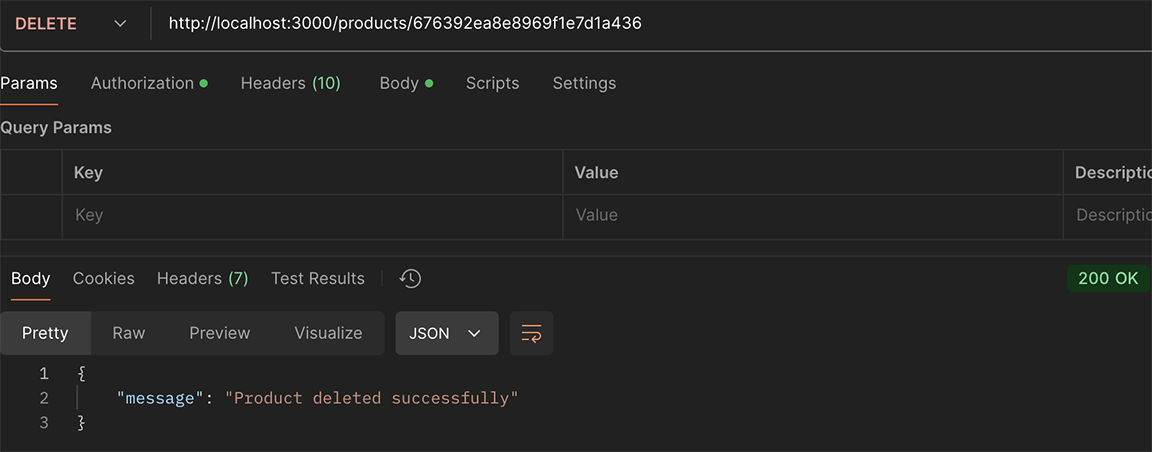 DELETE http://localhost:3000/products/676392ea8e8969f1e7d1a436
Params Authorization Headers (10) Body Scripts Settings
Query Params
Key Value Descriptio
Key Value Descriptio
Body Cookies Headers (7) Test Results 200 OK
Pretty Raw Preview Visualize JSON
1 {
2 "message": "Product deleted successfully"
3 }